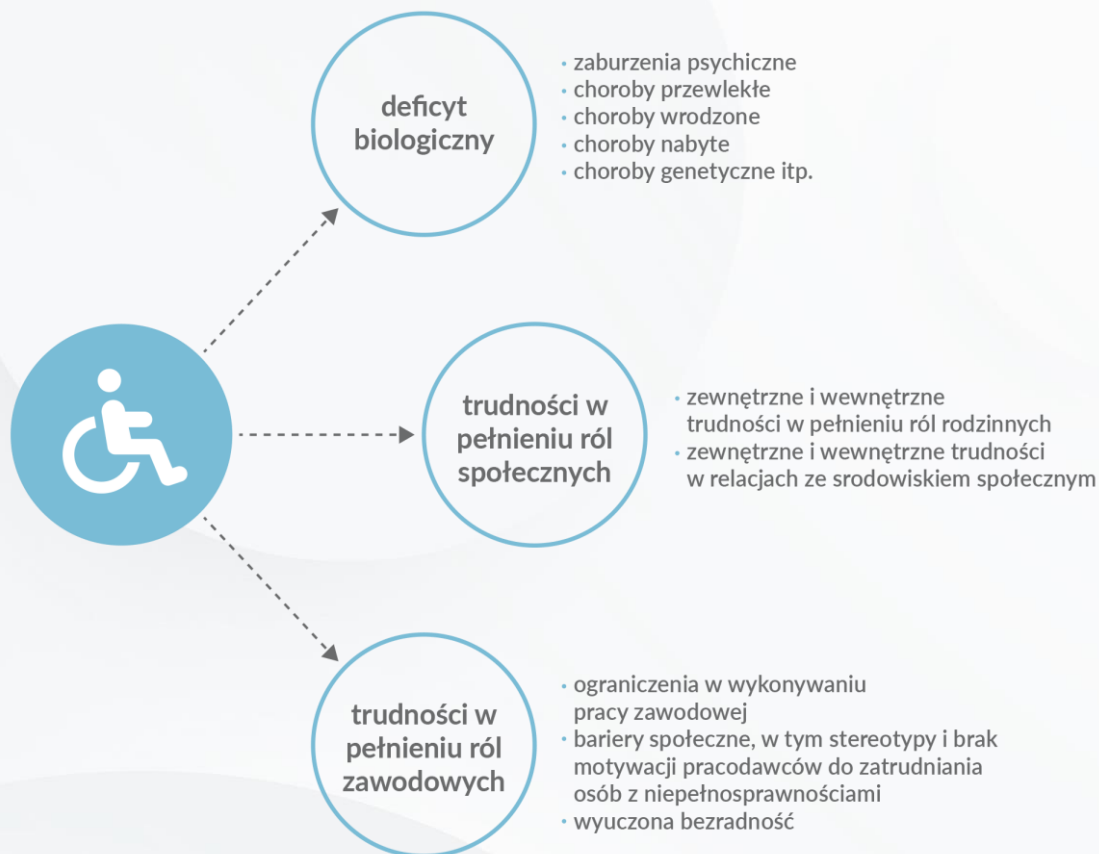 deficyt
biologiczny
· zaburzenia psychiczne
· choroby przewlekłe
· choroby wrodzone
· choroby nabyte
· choroby genetyczne itp.
trudności w
pełnieniu ról
społecznych
· zewnętrzne i wewnętrzne
trudności w pełnieniu ról rodzinnych
· zewnętrzne i wewnętrzne trudności
w relacjach ze srodowiskiem społecznym
trudności w
pełnieniu ról
zawodowych
· ograniczenia w wykonywaniu
pracy zawodowej
· bariery społeczne, w tym stereotypy i brak
motywacji pracodawców do zatrudniania
osób z niepełnosprawnościami
· wyuczona bezradność